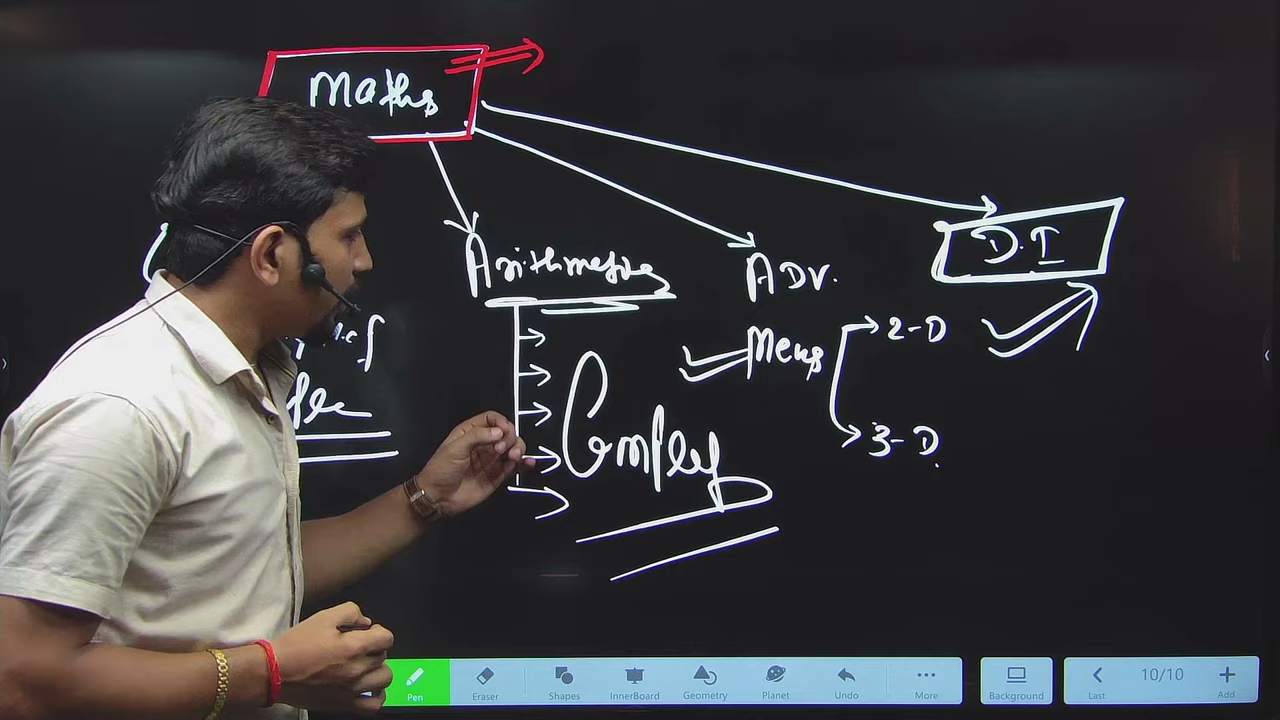 Maths
D.I
Arithmetic
ADV.
Mens
2-D
3-D
Pen
Eraser
Shapes
InnerBoard
Geometry
Planet
Undo
More
Background
Last
10/10
Add